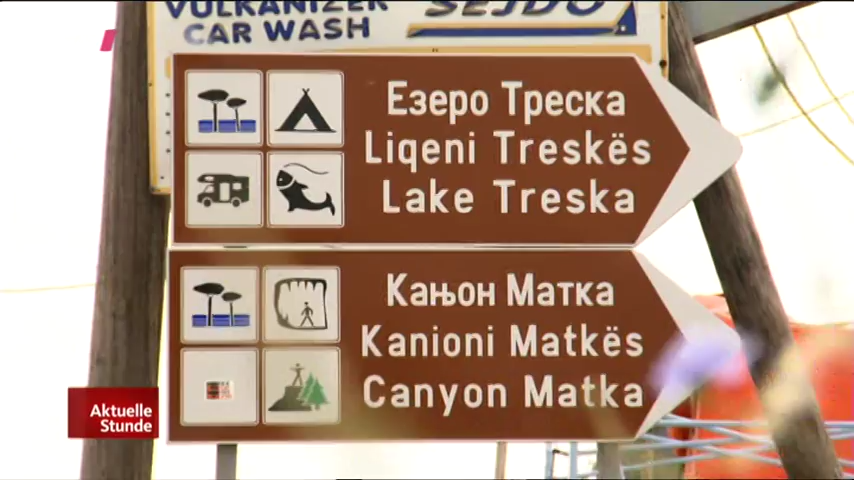 VULKANIZER
CAR WASH
SEJDO
Езеро Треска
Liqeni Treskës
Lake Treska
Кањон Матка
Kanioni Matkës
Canyon Matka
Aktuelle
Stunde